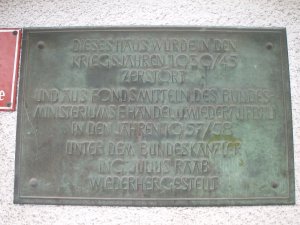 DIESES HAUS WURDE IN DEN
KRIEGSJAHREN 1939/45
ZERSTÖRT
UND AUS FONDSMITTELN DES BUNDES
MINISTERIUMS F. HANDEL U. WIEDERAUFBAU
IN DEN JAHREN 1957/58
UNTER DEM BUNDESKANZLER
ING. JULIUS RAAB
WIEDERHERGESTELLT